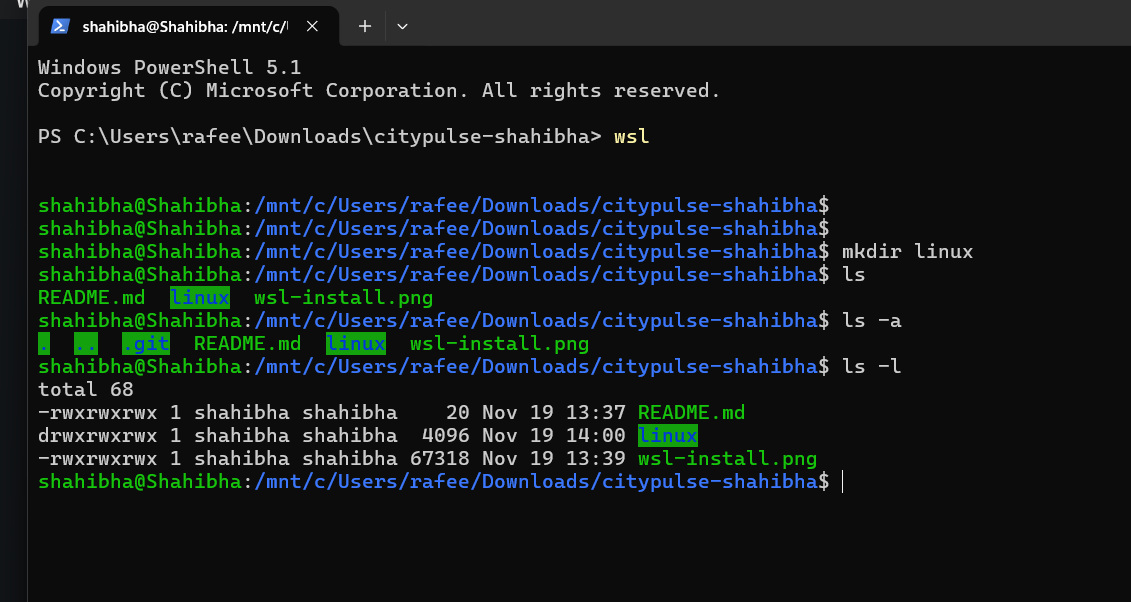 shahibha@Shahibha: /mnt/c/
Windows PowerShell 5.1
Copyright (C) Microsoft Corporation. All rights reserved.
PS C:\Users\rafee\Downloads\citypulse-shahibha> wsl
shahibha@Shahibha:/mnt/c/Users/rafee/Downloads/citypulse-shahibha$
shahibha@Shahibha:/mnt/c/Users/rafee/Downloads/citypulse-shahibha$
shahibha@Shahibha:/mnt/c/Users/rafee/Downloads/citypulse-shahibha$ mkdir linux
shahibha@Shahibha:/mnt/c/Users/rafee/Downloads/citypulse-shahibha$ ls
README.md  linux  wsl-install.png
shahibha@Shahibha:/mnt/c/Users/rafee/Downloads/citypulse-shahibha$ ls -a
.  ..  .git  README.md  linux  wsl-install.png
shahibha@Shahibha:/mnt/c/Users/rafee/Downloads/citypulse-shahibha$ ls -l
total 68
-rwxrwxrwx 1 shahibha shahibha    20 Nov 19 13:37 README.md
drwxrwxrwx 1 shahibha shahibha  4096 Nov 19 14:00 linux
-rwxrwxrwx 1 shahibha shahibha 67318 Nov 19 13:39 wsl-install.png
shahibha@Shahibha:/mnt/c/Users/rafee/Downloads/citypulse-shahibha$